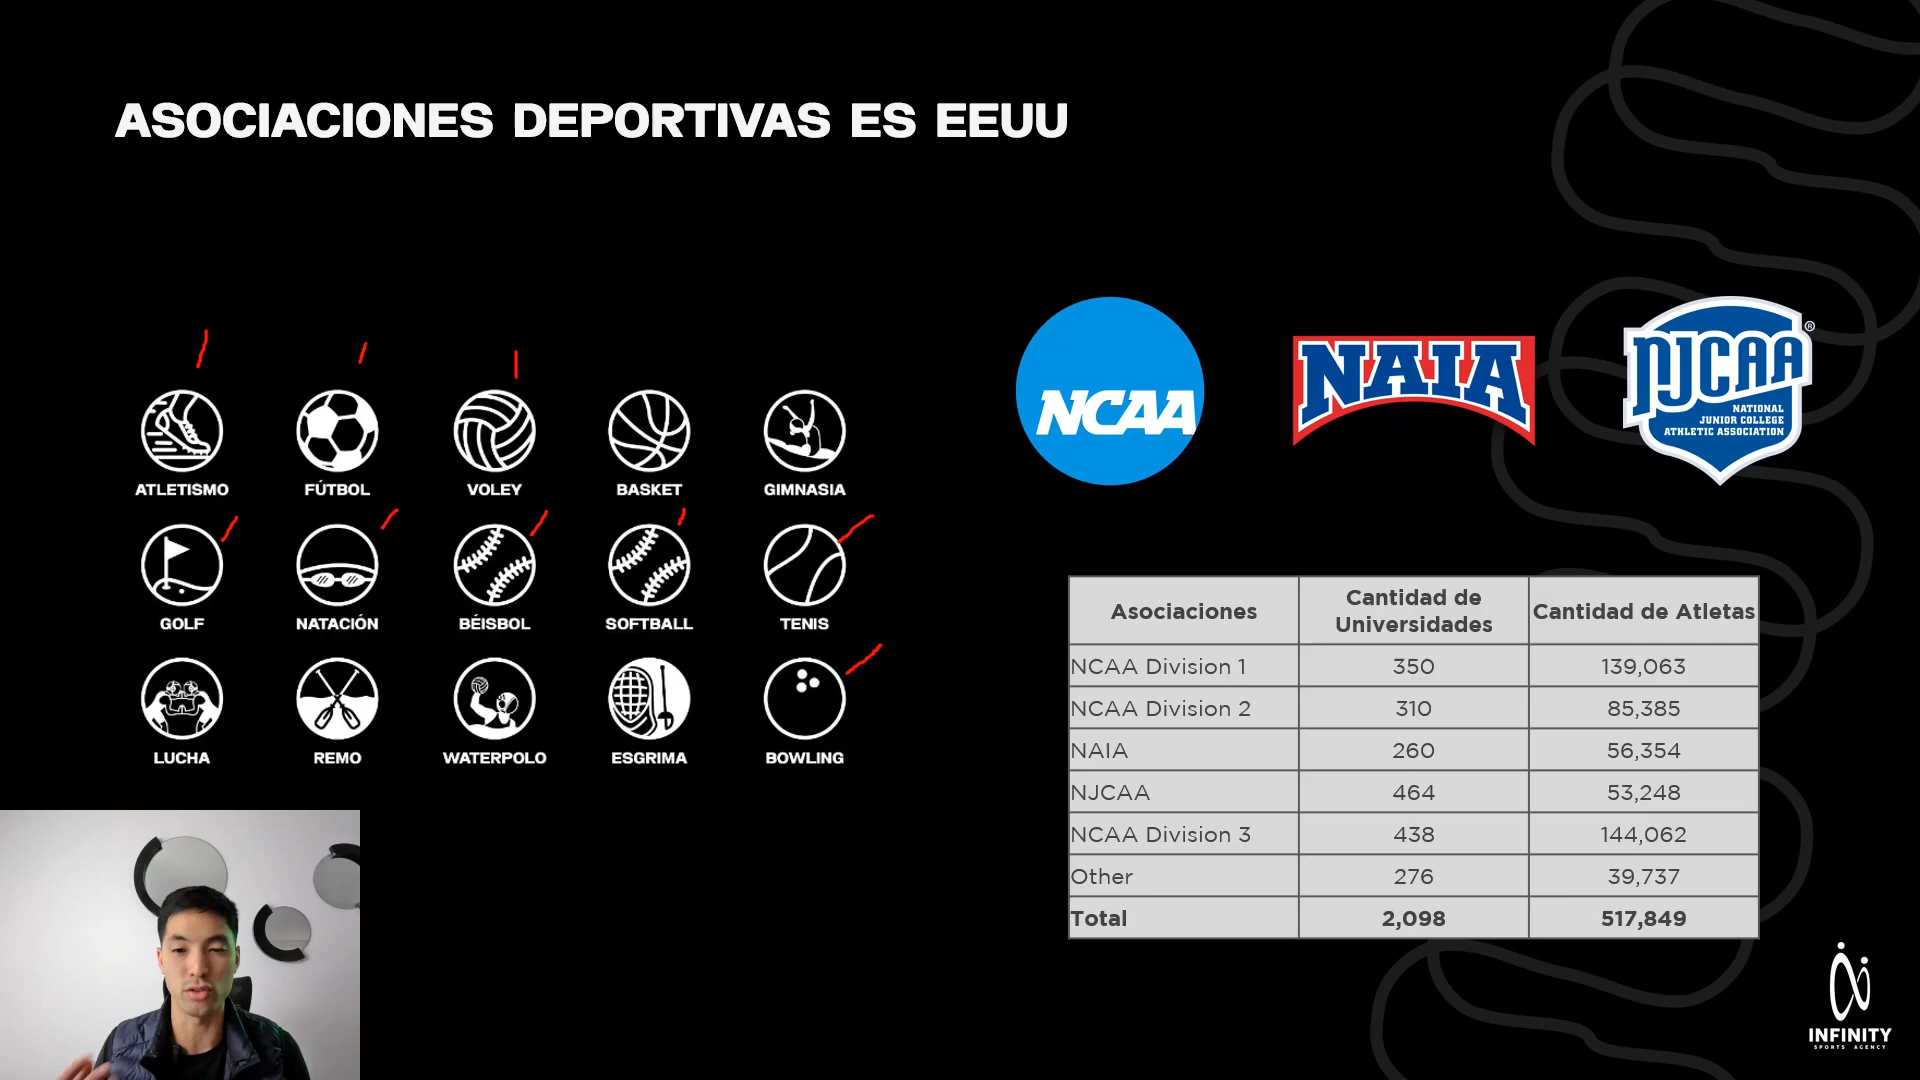 ASOCIACIONES DEPORTIVAS ES EEUU
ATLETISMO
FÚTBOL
VOLEY
BASKET
GIMNASIA
GOLF
NATACIÓN
BÉISBOL
SOFTBALL
TENIS
LUCHA
REMO
WATERPOLO
ESGRIMA
BOWLING
NCAA
NAIA
NJCAA
®
NATIONAL
JUNIOR COLLEGE
ATHLETIC ASSOCIATION
Asociaciones Cantidad de Universidades Cantidad de Atletas
NCAA Division 1 350 139,063
NCAA Division 2 310 85,385
NAIA 260 56,354
NJCAA 464 53,248
NCAA Division 3 438 144,062
Other 276 39,737
Total 2,098 517,849
INFINITY
SPORTS AGENCY